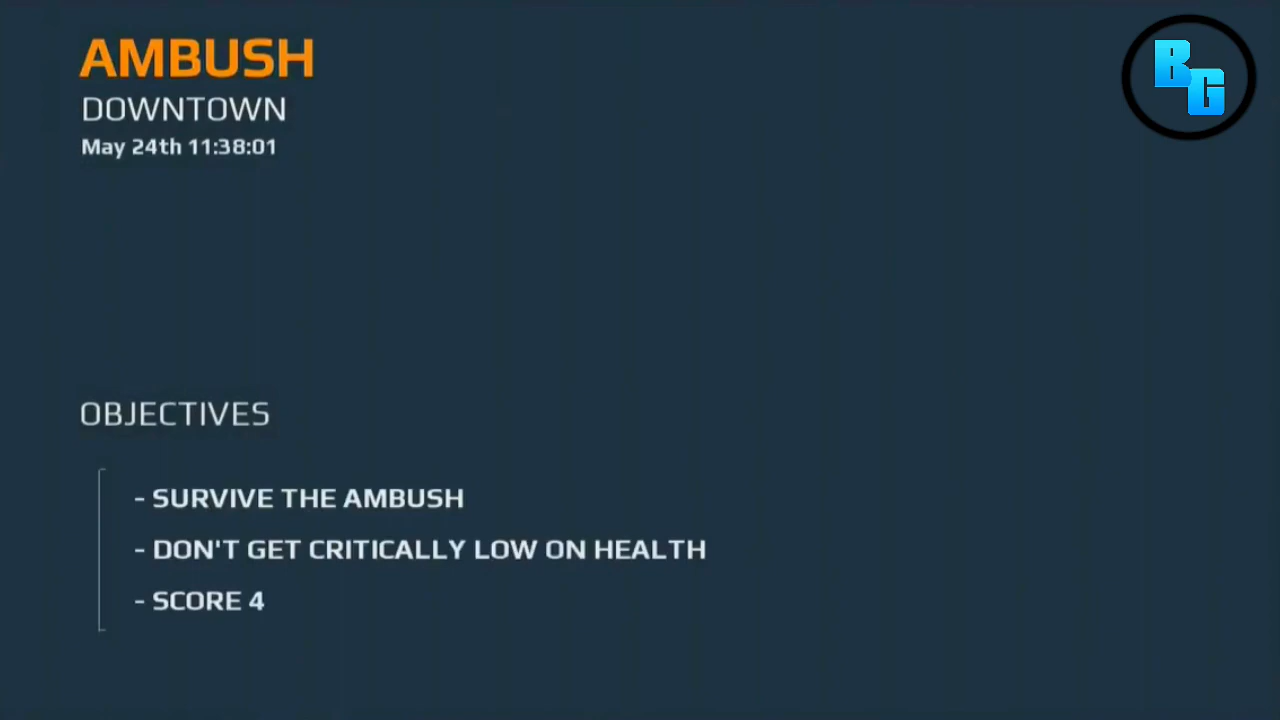 AMBUSH
DOWNTOWN
May 24th 11:38:01
BG
OBJECTIVES
- SURVIVE THE AMBUSH
- DON'T GET CRITICALLY LOW ON HEALTH
- SCORE 4